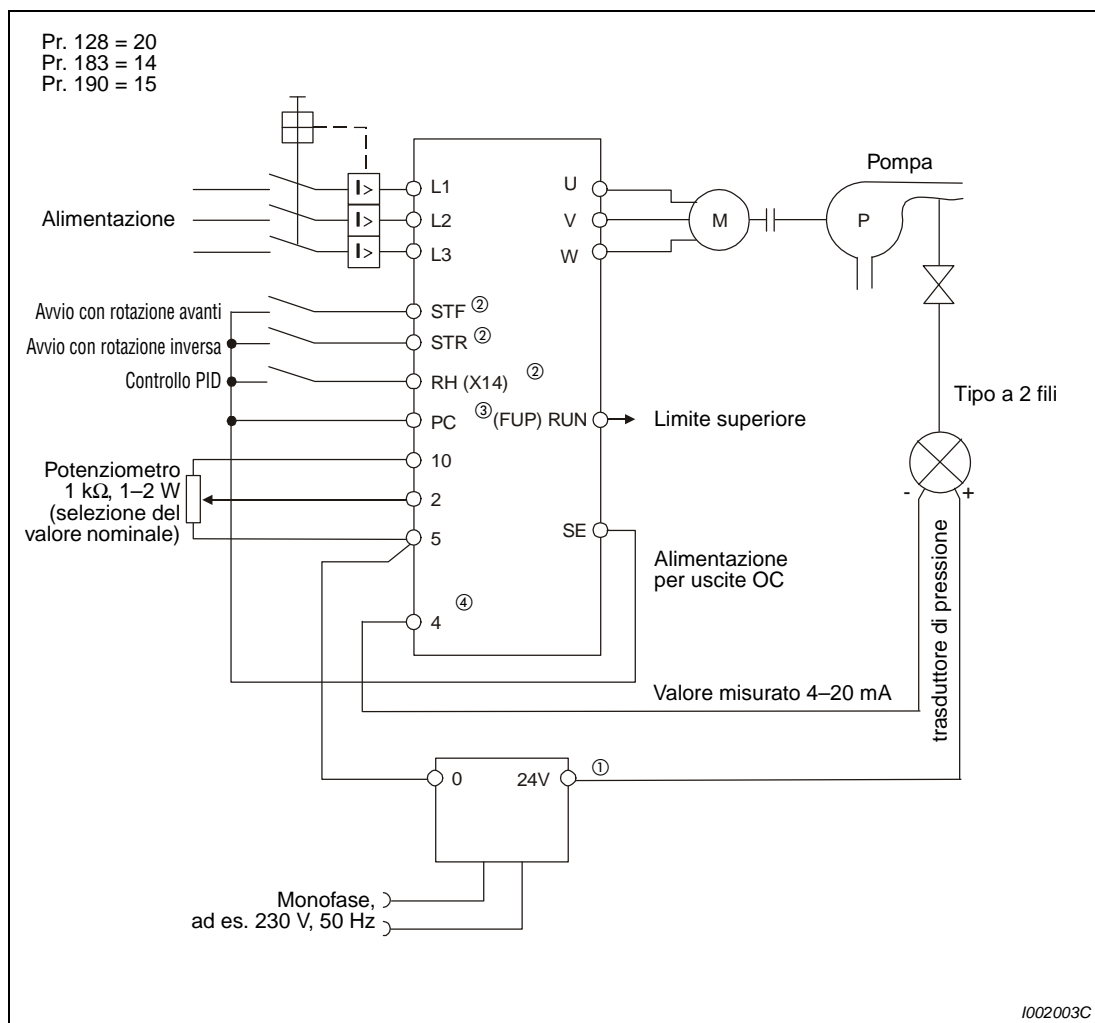 Pr. 128 = 20
Pr. 183 = 14
Pr. 190 = 15
I>
L1
U
Pompa
Alimentazione
I>
L2
V
M
P
I>
L3
W
Avvio con rotazione avanti
STF ②
Avvio con rotazione inversa
STR ②
Controllo PID
RH (X14) ②
Tipo a 2 fili
PC
③ (FUP) RUN
Limite superiore
Potenziometro
1 kΩ, 1–2 W
(selezione del
valore nominale)
10
2
5
- +
SE
Alimentazione
per uscite OC
trasduttore di pressione
4 ④
Valore misurato 4–20 mA
0
24V ①
Monofase,
ad es. 230 V, 50 Hz
I002003C